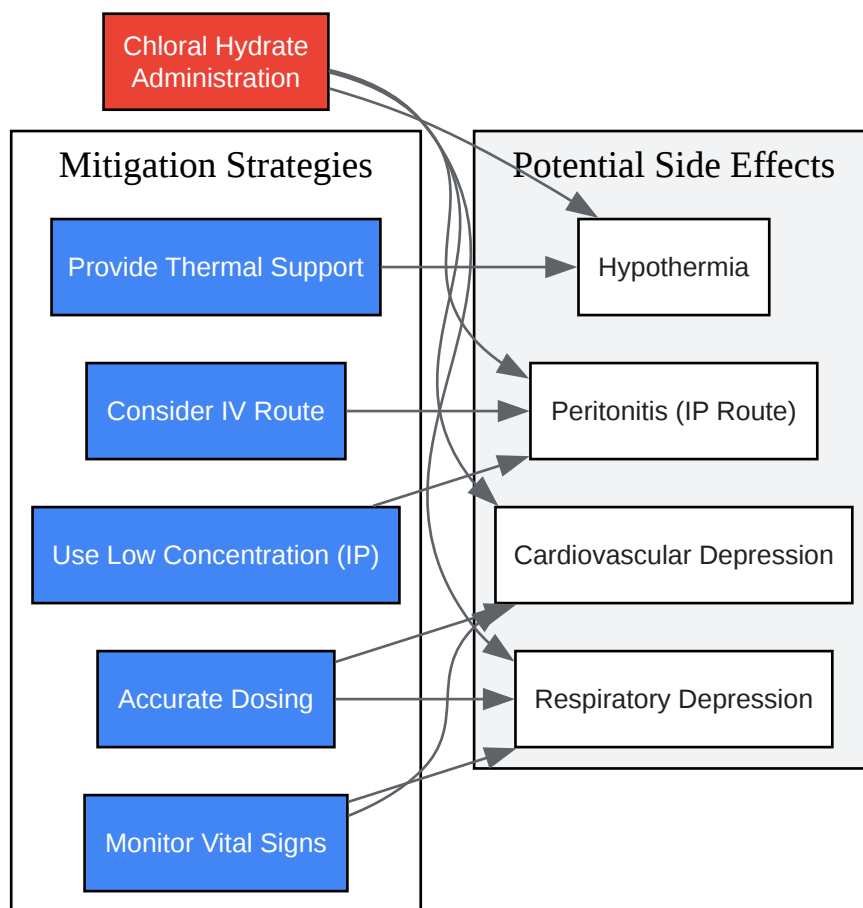 Chloral Hydrate
Administration
Mitigation Strategies
Potential Side Effects
Provide Thermal Support
Hypothermia
Consider IV Route
Peritonitis (IP Route)
Use Low Concentration (IP)
Cardiovascular Depression
Accurate Dosing
Respiratory Depression
Monitor Vital Signs